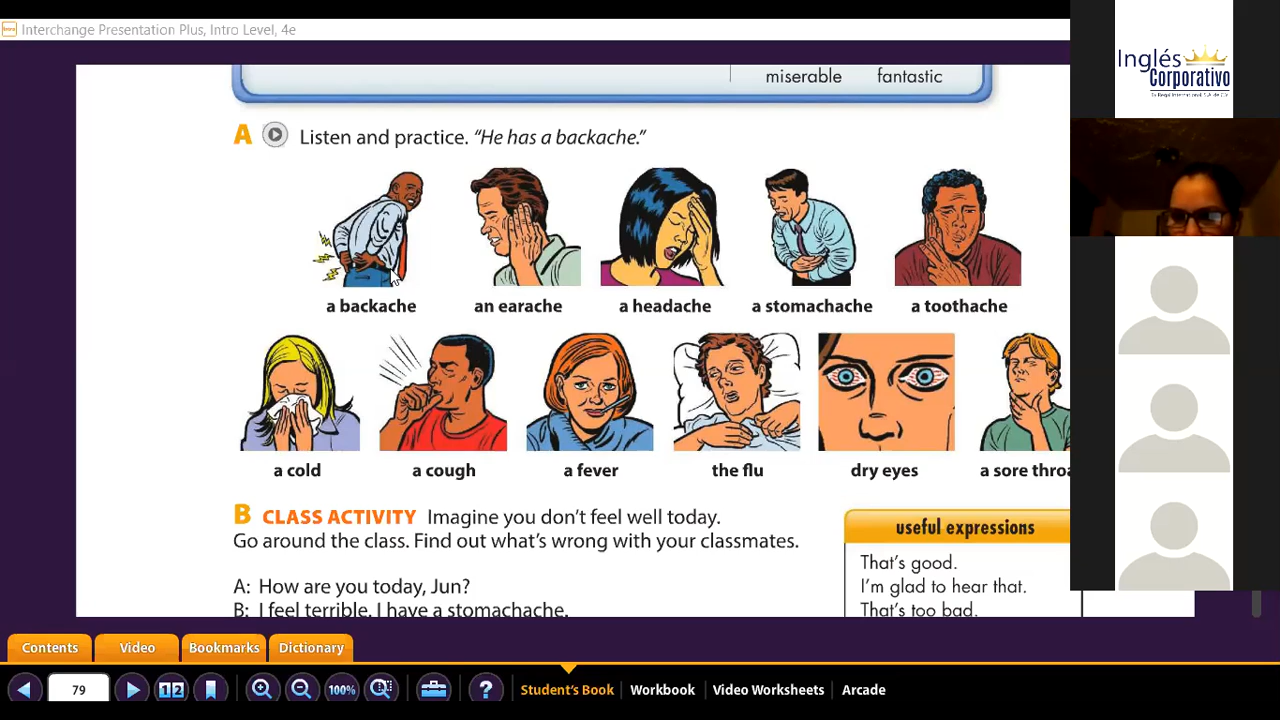 Interchange Presentation Plus, Intro Level, 4e
Inglés
Corporativo
miserable fantastic
A Listen and practice. "He has a backache."
a backache an earache a headache a stomachache a toothache
a cold a cough a fever the flu dry eyes a sore throa
B CLASS ACTIVITY Imagine you don't feel well today.
Go around the class. Find out what's wrong with your classmates.
A: How are you today, Jun?
B: I feel terrible. I have a stomachache.
useful expressions
That's good.
I'm glad to hear that.
That's too bad.
Contents Video Bookmarks Dictionary
79 12 100% ? Student's Book Workbook Video Worksheets Arcade